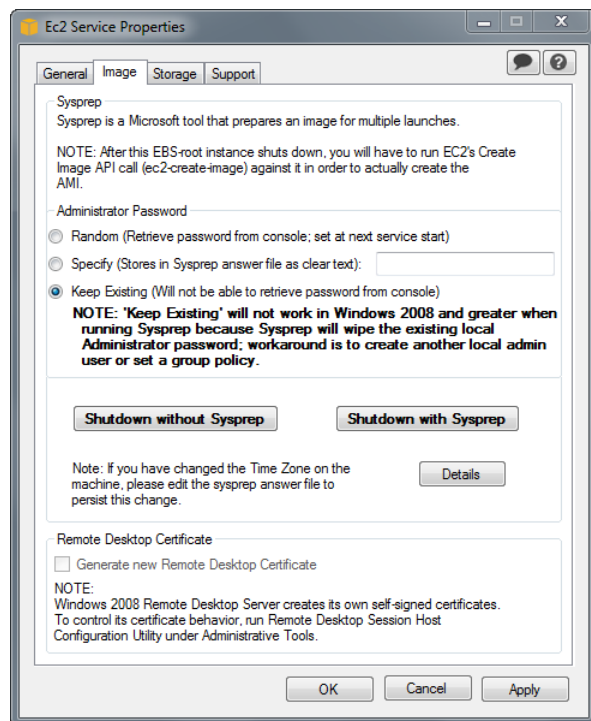 Ec2 Service Properties
General Image Storage Support
Sysprep
Sysprep is a Microsoft tool that prepares an image for multiple launches.
NOTE: After this EBS-root instance shuts down, you will have to run EC2's Create
Image API call (ec2-create-image) against it in order to actually create the
AMI.
Administrator Password
Random (Retrieve password from console; set at next service start)
Specify (Stores in Sysprep answer file as clear text):
Keep Existing (Will not be able to retrieve password from console)
NOTE: 'Keep Existing' will not work in Windows 2008 and greater when
running Sysprep because Sysprep will wipe the existing local
Administrator password; workaround is to create another local admin
user or set a group policy.
Shutdown without Sysprep Shutdown with Sysprep
Note: If you have changed the Time Zone on the
machine, please edit the sysprep answer file to
persist this change.
Details
Remote Desktop Certificate
Generate new Remote Desktop Certificate
NOTE:
Windows 2008 Remote Desktop Server creates its own self-signed certificates.
To control its certificate behavior, run Remote Desktop Session Host
Configuration Utility under Administrative Tools.
OK Cancel Apply